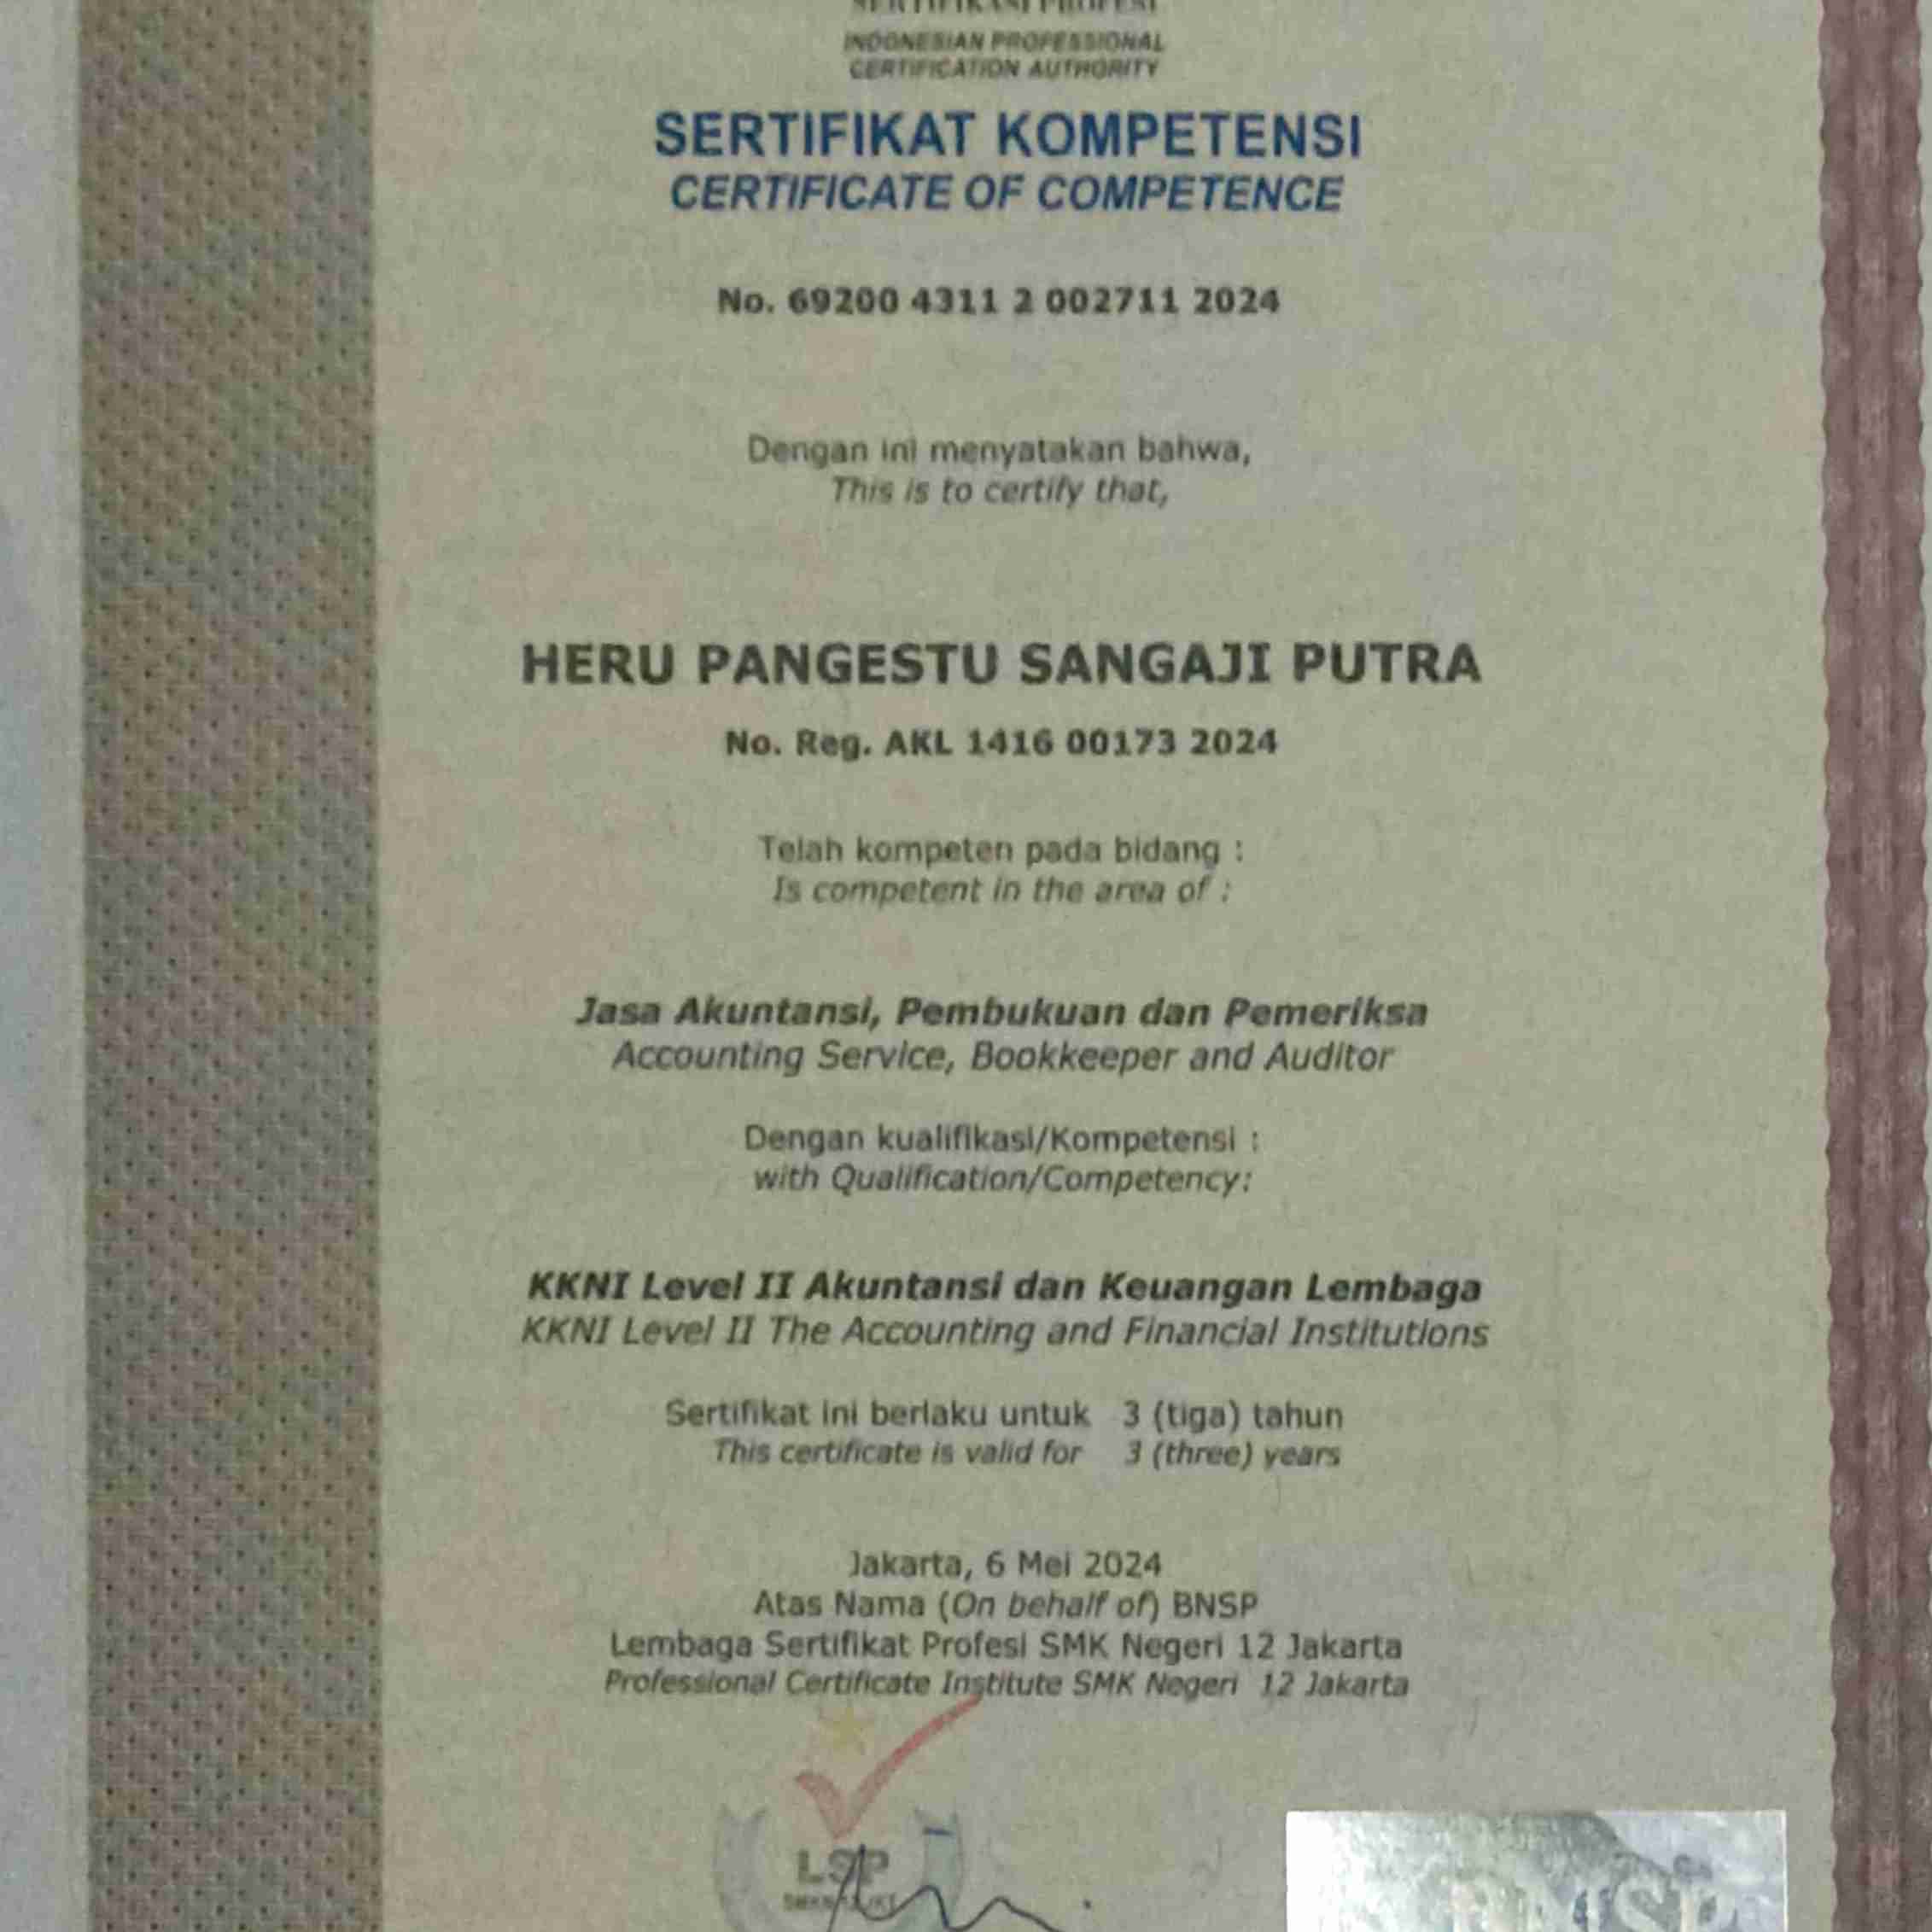 SERTIFIKASI PROFESI
INDONESIAN PROFESSIONAL
CERTIFICATION AUTHORITY
SERTIFIKAT KOMPETENSI
CERTIFICATE OF COMPETENCE
No. 69200 4311 2 002711 2024
Dengan ini menyatakan bahwa,
This is to certify that,
HERU PANGESTU SANGAJI PUTRA
No. Reg. AKL 1416 00173 2024
Telah kompeten pada bidang :
Is competent in the area of :
Jasa Akuntansi, Pembukuan dan Pemeriksa
Accounting Service, Bookkeeper and Auditor
Dengan kualifikasi/Kompetensi :
with Qualification/Competency:
KKNI Level II Akuntansi dan Keuangan Lembaga
KKNI Level II The Accounting and Financial Institutions
Sertifikat ini berlaku untuk 3 (tiga) tahun
This certificate is valid for 3 (three) years
Jakarta, 6 Mei 2024
Atas Nama (On behalf of) BNSP
Lembaga Sertifikat Profesi SMK Negeri 12 Jakarta
Professional Certificate Institute SMK Negeri 12 Jakarta
LSP
BNSP